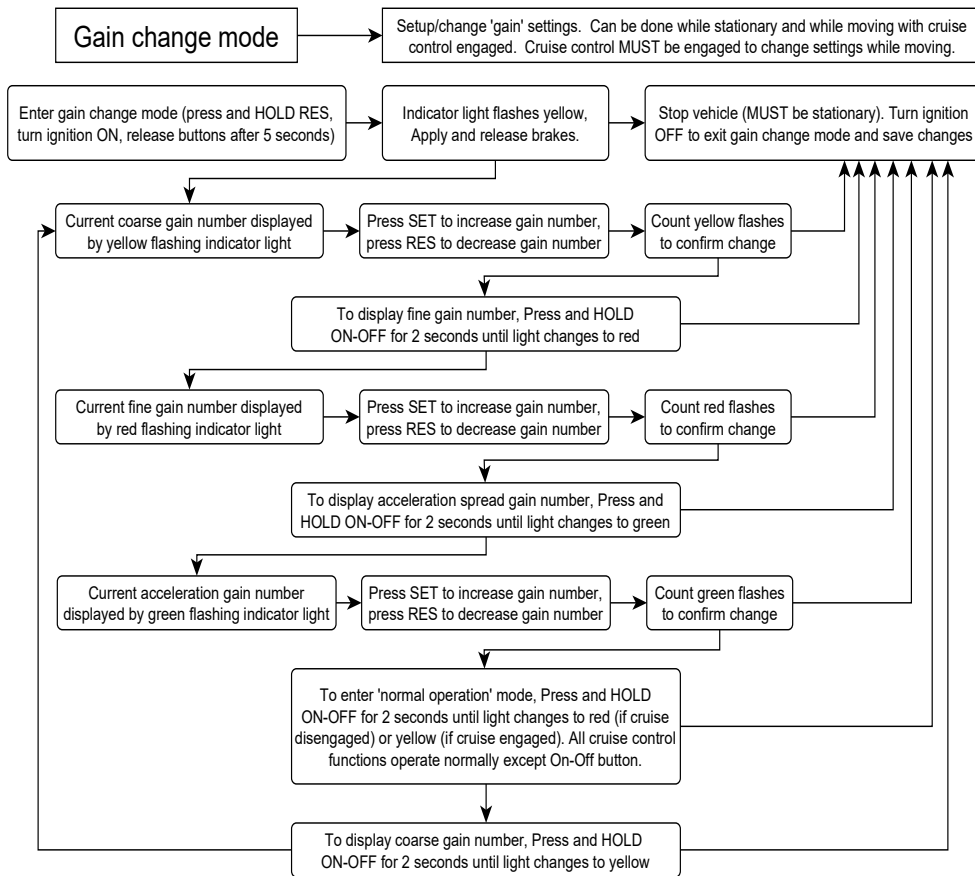 Gain change mode
Setup/change 'gain' settings.  Can be done while stationary and while moving with cruise
control engaged.  Cruise control MUST be engaged to change settings while moving.
Enter gain change mode (press and HOLD RES,
turn ignition ON, release buttons after 5 seconds)
Indicator light flashes yellow,
Apply and release brakes.
Stop vehicle (MUST be stationary). Turn ignition
OFF to exit gain change mode and save changes
Current coarse gain number displayed
by yellow flashing indicator light
Press SET to increase gain number,
press RES to decrease gain number
Count yellow flashes
to confirm change
To display fine gain number, Press and HOLD
ON-OFF for 2 seconds until light changes to red
Current fine gain number displayed
by red flashing indicator light
Press SET to increase gain number,
press RES to decrease gain number
Count red flashes
to confirm change
To display acceleration spread gain number, Press and
HOLD ON-OFF for 2 seconds until light changes to green
Current acceleration gain number
displayed by green flashing indicator light
Press SET to increase gain number,
press RES to decrease gain number
Count green flashes
to confirm change
To enter 'normal operation' mode, Press and HOLD
ON-OFF for 2 seconds until light changes to red (if cruise
disengaged) or yellow (if cruise engaged). All cruise control
functions operate normally except On-Off button.
To display coarse gain number, Press and HOLD
ON-OFF for 2 seconds until light changes to yellow